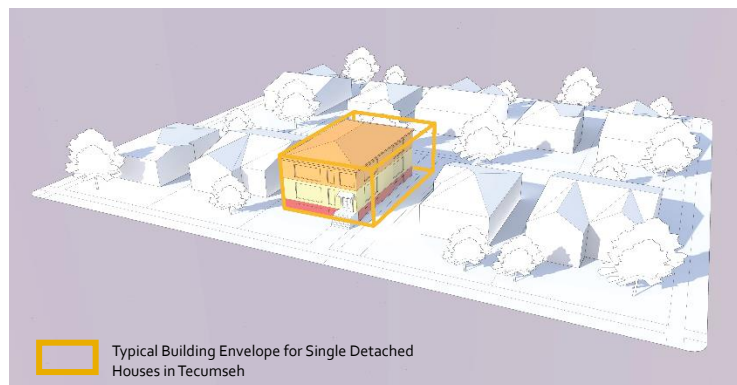 Typical Building Envelope for Single Detached
Houses in Tecumseh